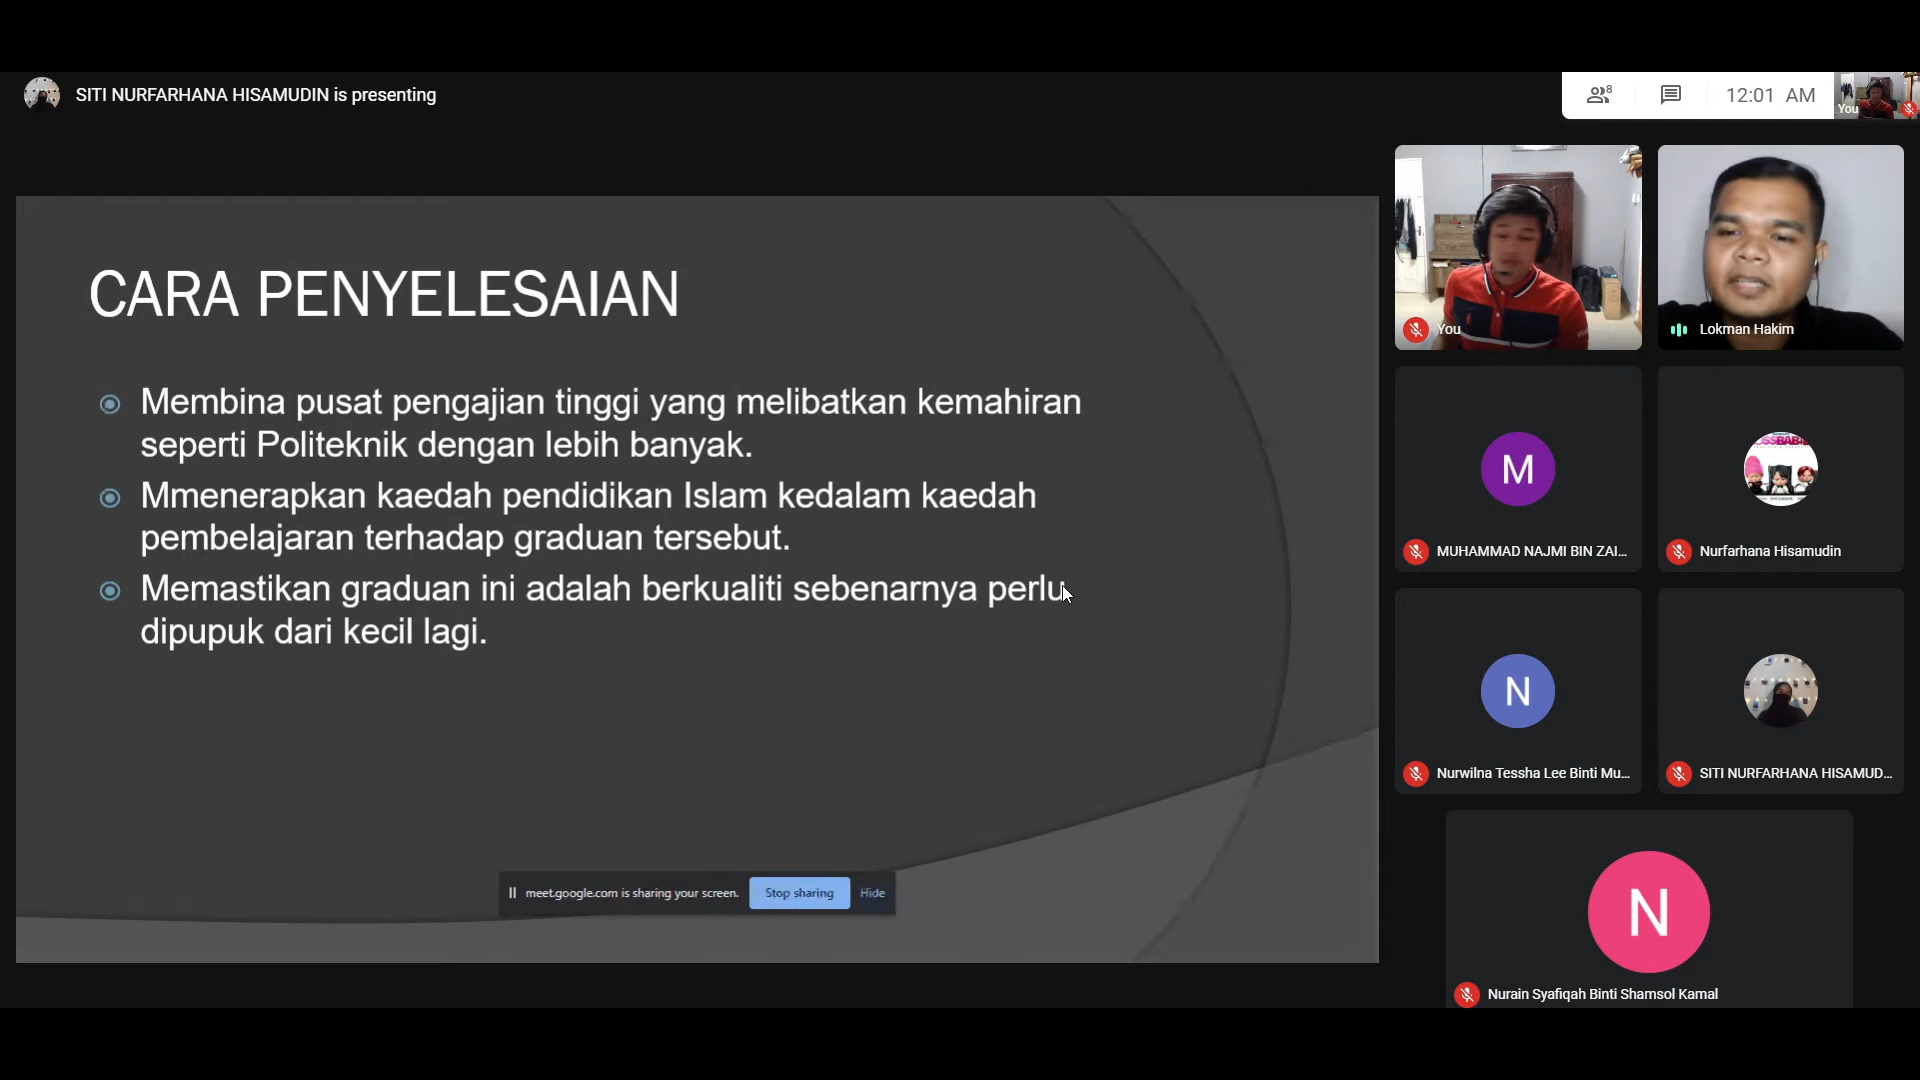 SITI NURFARHANA HISAMUDIN is presenting
8
12:01 AM
You
CARA PENYELESAIAN
Membina pusat pengajian tinggi yang melibatkan kemahiran
seperti Politeknik dengan lebih banyak.
Mmenerapkan kaedah pendidikan Islam kedalam kaedah
pembelajaran terhadap graduan tersebut.
Memastikan graduan ini adalah berkualiti sebenarnya perlu
dipupuk dari kecil lagi.
meet.google.com is sharing your screen.
Stop sharing
Hide
You
Lokman Hakim
M
MUHAMMAD NAJMI BIN ZAI...
Nurfarhana Hisamudin
N
Nurwilna Tessha Lee Binti Mu...
SITI NURFARHANA HISAMUD...
N
Nurain Syafiqah Binti Shamsol Kamal